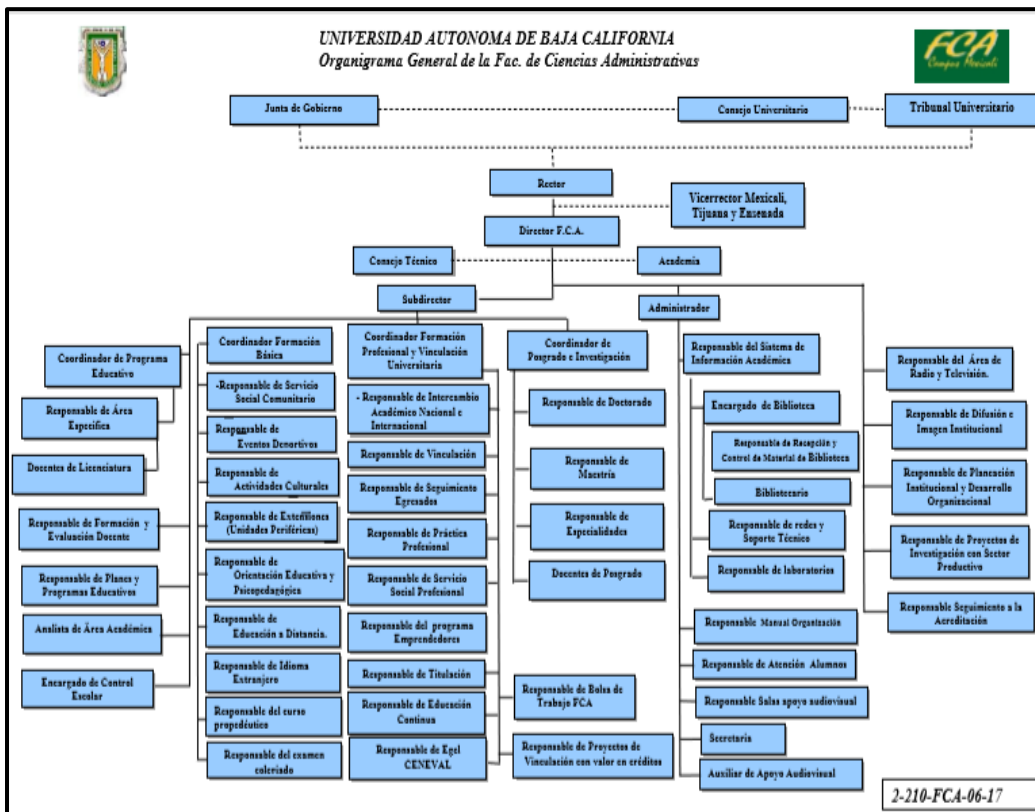 UNIVERSIDAD AUTONOMA DE BAJA CALIFORNIA
Organigrama General de la Fac. de Ciencias Administrativas
FCA
Campus Mexicali
Junta de Gobierno
Consejo Universitario
Tribunal Universitario
Rector
Vicerrector Mexicali,
Tijuana y Ensenada
Director F.C.A.
Consejo Técnico
Academia
Subdirector
Administrador
Coordinador de Programa
Educativo
Responsable de Área
Especifica
Docentes de Licenciatura
Responsable de Formación y
Evaluación Docente
Responsable de Planes y
Programas Educativos
Analista de Área Académica
Encargado de Control
Escolar
Coordinador Formación
Básica
-Responsable de Servicio
Social Comunitario
Responsable de
Eventos Deportivos
Responsable de
Actividades Culturales
Responsable de Extensiones
(Unidades Periféricas)
Responsable de
Orientación Educativa y
Psicopedagógica
Responsable de
Educación a Distancia.
Responsable de Idioma
Extranjero
Responsable del curso
propedéutico
Responsable del examen
colegiado
Coordinador Formación
Profesional y Vinculación
Universitaria
- Responsable de Intercambio
Académico Nacional e
Internacional
Responsable de Vinculación
Responsable de Seguimiento
Egresados
Responsable de Práctica
Profesional
Responsable de Servicio
Social Profesional
Responsable del programa
Emprendedores
Responsable de Titulación
Responsable de Educación
Continua
Responsable de Egel
CENEVAL
Coordinador de
Posgrado e Investigación
Responsable de Doctorado
Responsable de
Maestría
Responsable de
Especialidades
Docentes de Posgrado
Responsable de Bolsa de
Trabajo FCA
Responsable de Proyectos de
Vinculación con valor en créditos
Responsable del Sistema de
Información Académica
Encargado de Biblioteca
Responsable de Recepción y
Control de Material de Biblioteca
Bibliotecario
Responsable de redes y
Soporte Técnico
Responsable de laboratorios
Responsable Manual Organización
Responsable de Atención Alumnos
Responsable Salas apoyo audiovisual
Secretaria
Auxiliar de Apoyo Audiovisual
Responsable del Área de
Radio y Televisión.
Responsable de Difusión e
Imagen Institucional
Responsable de Planeación
Institucional y Desarrollo
Organizacional
Responsable de Proyectos de
Investigación con Sector
Productivo
Responsable Seguimiento a la
Acreditación
2-210-FCA-06-17